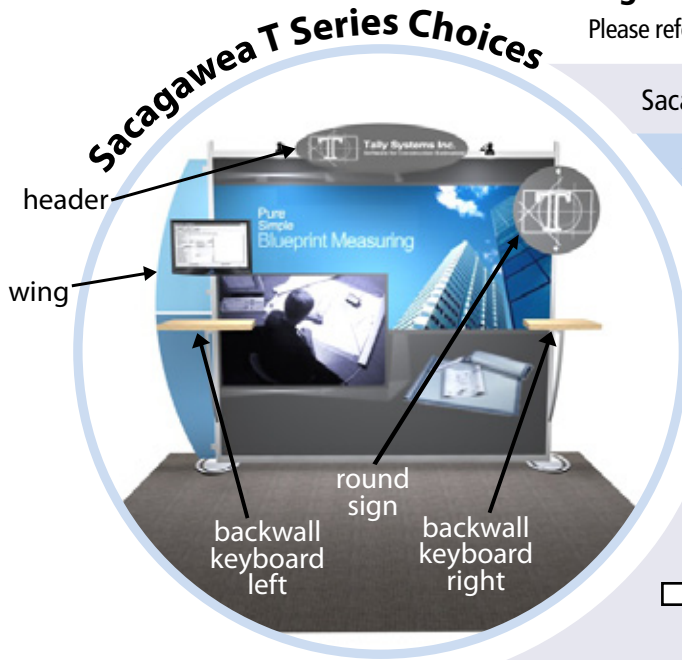 Sacagawea T Series Choices
Please refe
Saca
header
wing
T
Tally Systems Inc.
T
Pure
Simple
Blueprint Measuring
round
sign
backwall
keyboard
left
backwall
keyboard
right